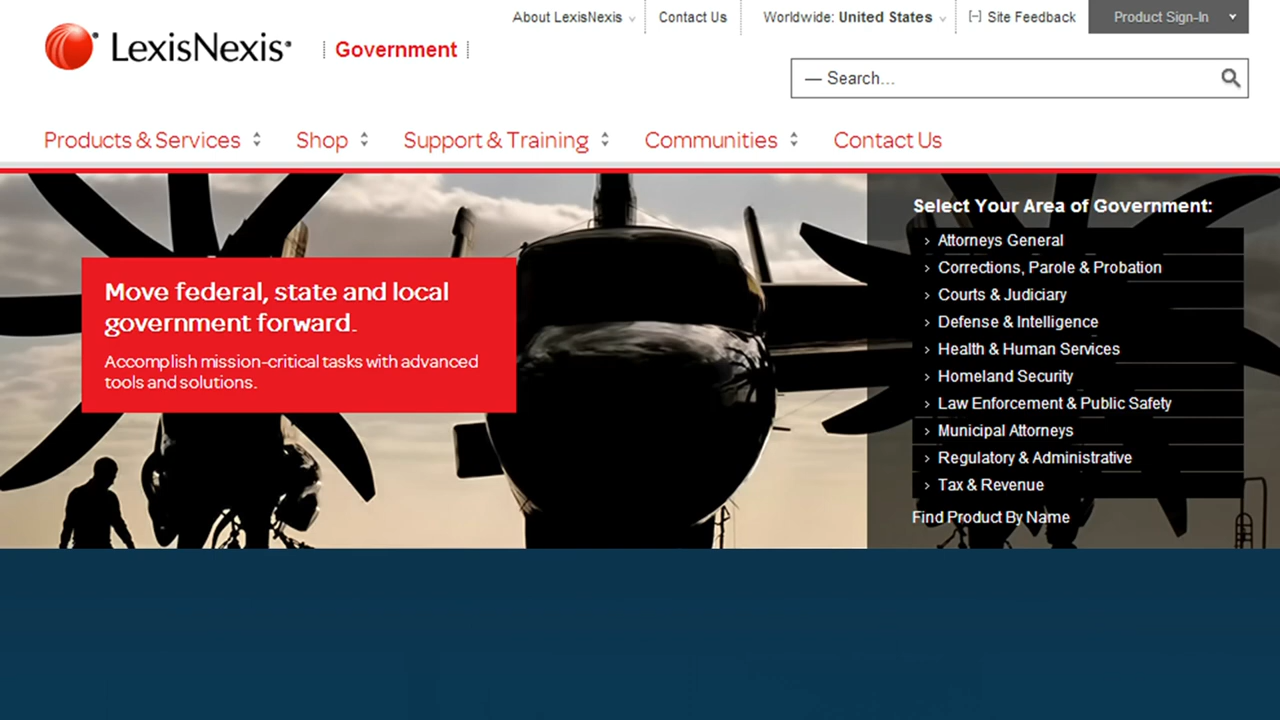 About LexisNexis
Contact Us
Worldwide: United States
[-] Site Feedback
Product Sign-In
LexisNexis®
Government
— Search...
Products & Services
Shop
Support & Training
Communities
Contact Us
Select Your Area of Government:
› Attorneys General
› Corrections, Parole & Probation
› Courts & Judiciary
› Defense & Intelligence
› Health & Human Services
› Homeland Security
› Law Enforcement & Public Safety
› Municipal Attorneys
› Regulatory & Administrative
› Tax & Revenue
Find Product By Name
Move federal, state and local
government forward.
Accomplish mission-critical tasks with advanced
tools and solutions.